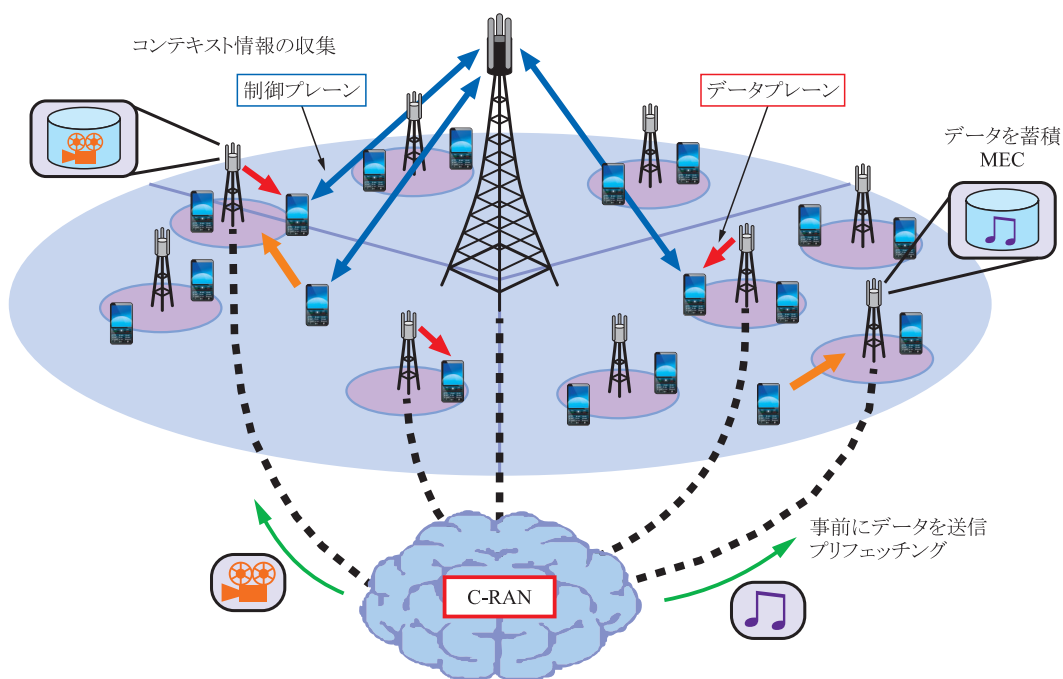 コンテキスト情報の収集
制御プレーン
データプレーン
データを蓄積
MEC
事前にデータを送信
プリフェッチング
C-RAN